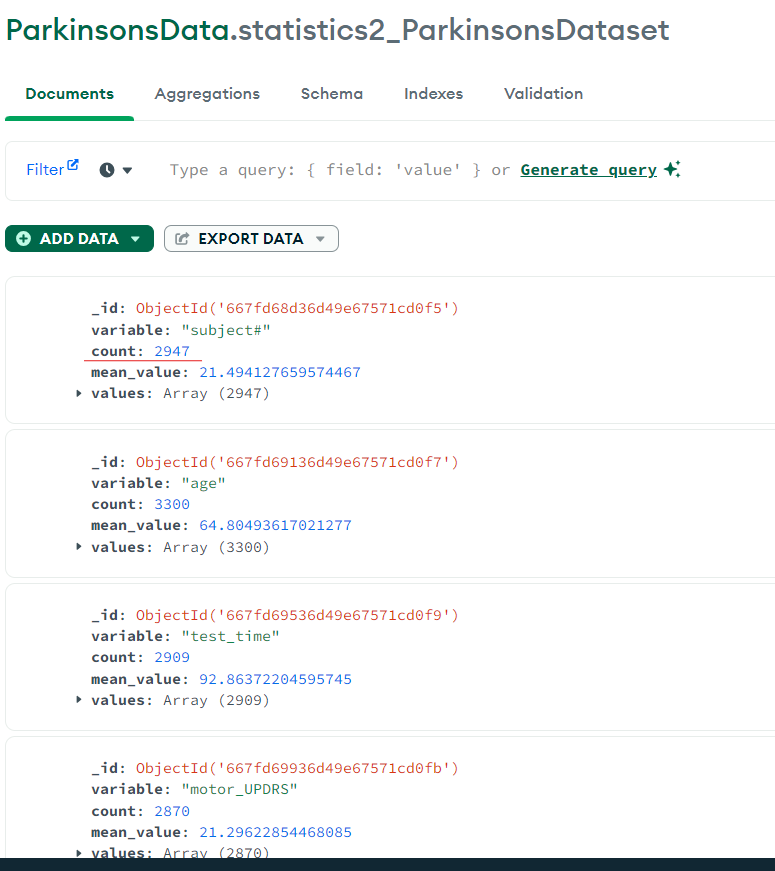 ParkinsonsData.statistics2_ParkinsonsDataset
Documents Aggregations Schema Indexes Validation
Filter Type a query: { field: 'value' } or Generate query
ADD DATA EXPORT DATA
_id: ObjectId('667fd68d36d49e67571cd0f5')
variable: "subject#"
count: 2947
mean_value: 21.494127659574467
values: Array (2947)
_id: ObjectId('667fd69136d49e67571cd0f7')
variable: "age"
count: 3300
mean_value: 64.80493617021277
values: Array (3300)
_id: ObjectId('667fd69536d49e67571cd0f9')
variable: "test_time"
count: 2909
mean_value: 92.86372204595745
values: Array (2909)
_id: ObjectId('667fd69936d49e67571cd0fb')
variable: "motor_UPDRS"
count: 2870
mean_value: 21.29622854468085
values: Array (2870)